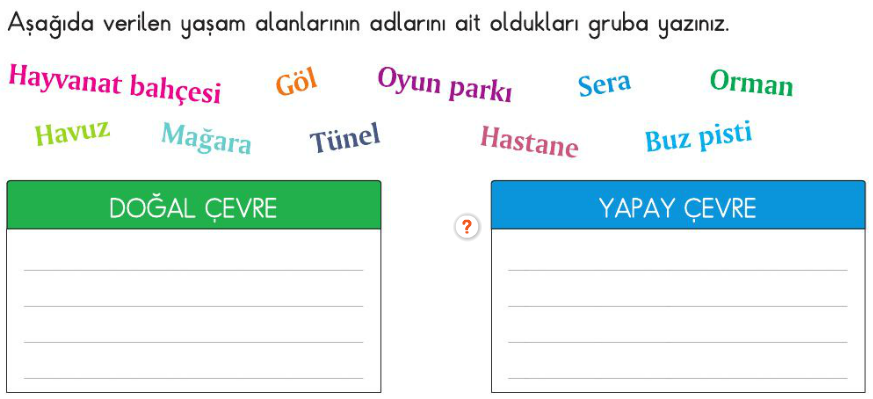 Aşağıda verilen yaşam alanlarının adlarını ait oldukları gruba yazınız.
Hayvanat bahçesi Göl Oyun parkı Sera Orman
Havuz Mağara Tünel Hastane Buz pisti
DOĞAL ÇEVRE YAPAY ÇEVRE
?